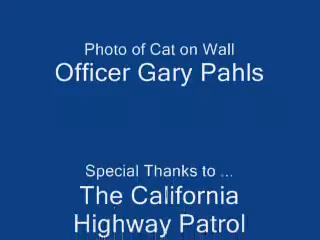 Photo of Cat on Wall
Officer Gary Pahls
Special Thanks to ...
The California
Highway Patrol